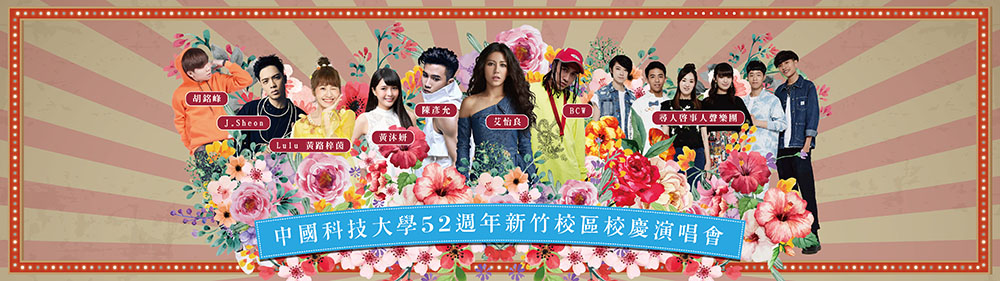 胡銘峰
J.Sheon
Lulu 黃路梓茵
黃沐妍
陳彥允
艾怡良
BCW
尋人啓事人聲樂團
中國科技大學52週年新竹校區校慶演唱會